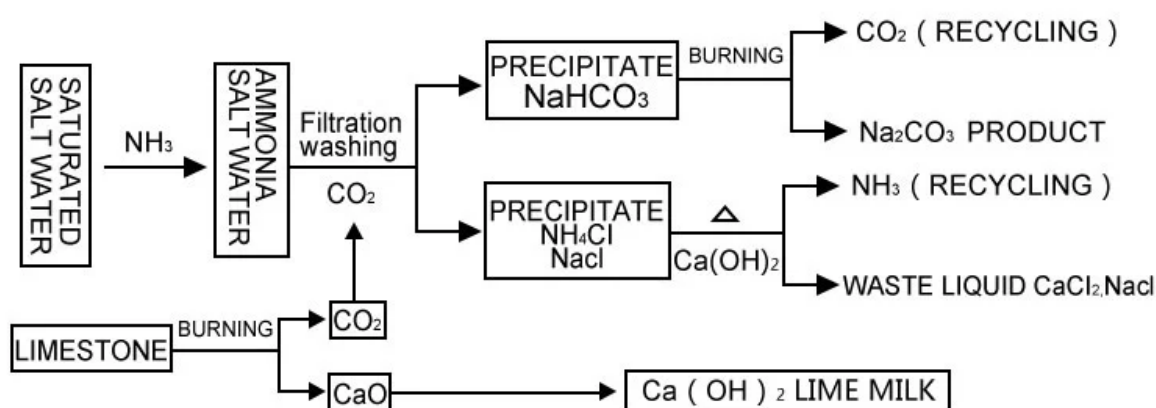 SATURATED
SALT WATER
NH₃
AMMONIA
SALT WATER
Filtration
washing
CO₂
PRECIPITATE
NaHCO₃
BURNING
CO₂ ( RECYCLING )
Na₂CO₃ PRODUCT
PRECIPITATE
NH₄Cl
Nacl
△
Ca(OH)₂
NH₃ ( RECYCLING )
WASTE LIQUID CaCl₂,Nacl
LIMESTONE
BURNING
CO₂
CaO
Ca ( OH ) ₂ LIME MILK